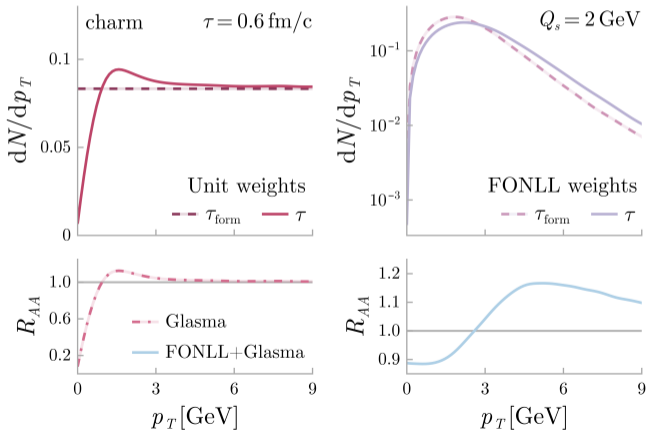 charm
τ = 0.6 fm/c
dN/dp_T
0.1
0.05
0
Unit weights
τ_form
τ
Q_s = 2 GeV
dN/dp_T
10⁻¹
10⁻²
10⁻³
FONLL weights
τ_form
τ
R_AA
1.0
0.6
0.2
Glasma
FONLL+Glasma
0 3 6 9
p_T [GeV]
R_AA
1.2
1.1
1.0
0.9
0 3 6 9
p_T [GeV]